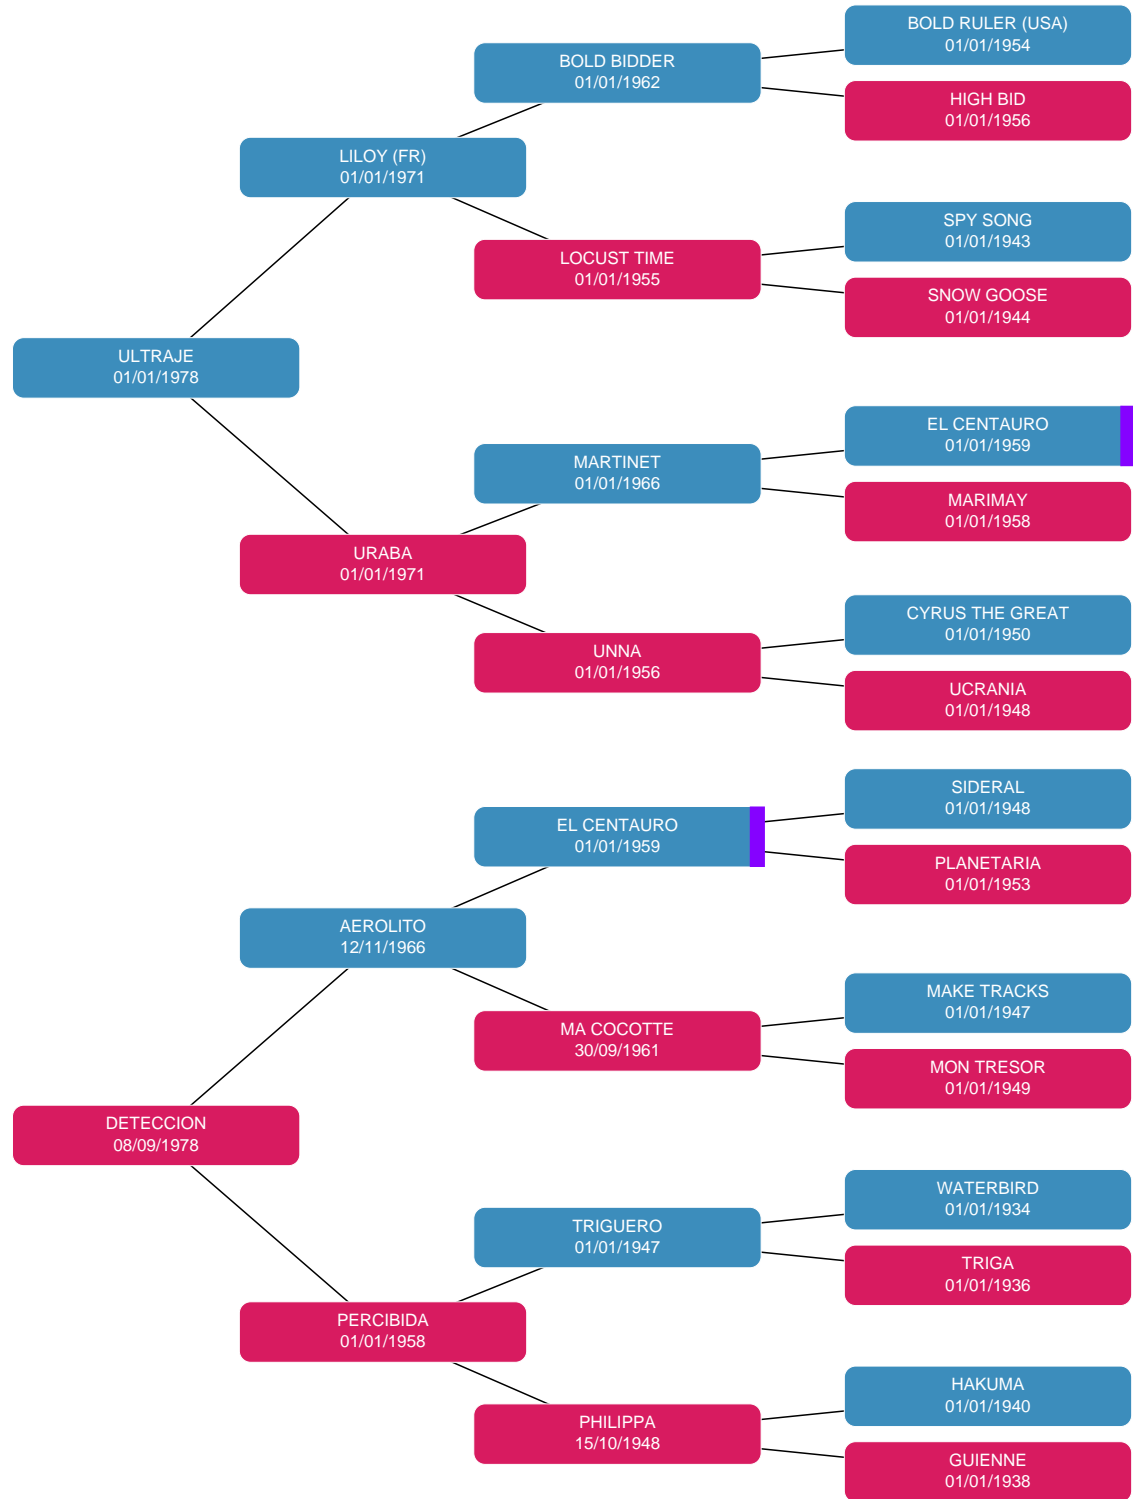 BOLD RULER (USA)
01/01/1954
BOLD BIDDER
01/01/1962
HIGH BID
01/01/1956
LILOY (FR)
01/01/1971
SPY SONG
01/01/1943
LOCUST TIME
01/01/1955
SNOW GOOSE
01/01/1944
ULTRAJE
01/01/1978
EL CENTAURO
01/01/1959
MARTINET
01/01/1966
MARIMAY
01/01/1958
URABA
01/01/1971
CYRUS THE GREAT
01/01/1950
UNNA
01/01/1956
UCRANIA
01/01/1948
SIDERAL
01/01/1948
EL CENTAURO
01/01/1959
PLANETARIA
01/01/1953
AEROLITO
12/11/1966
MAKE TRACKS
01/01/1947
MA COCOTTE
30/09/1961
MON TRESOR
01/01/1949
DETECCION
08/09/1978
WATERBIRD
01/01/1934
TRIGUERO
01/01/1947
TRIGA
01/01/1936
PERCIBIDA
01/01/1958
HAKUMA
01/01/1940
PHILIPPA
15/10/1948
GUIENNE
01/01/1938